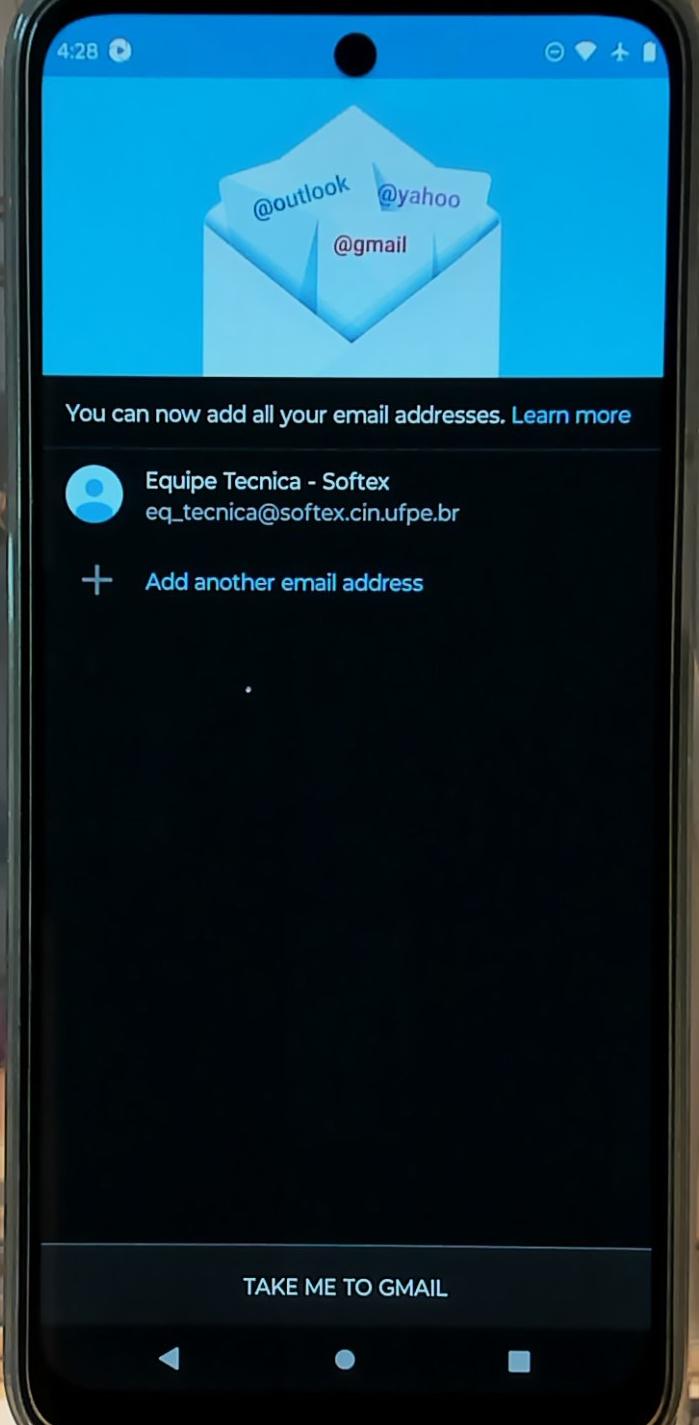 4:28
@outlook @yahoo
@gmail
You can now add all your email addresses. Learn more
Equipe Tecnica - Softex
eq_tecnica@softex.cin.ufpe.br
Add another email address
TAKE ME TO GMAIL